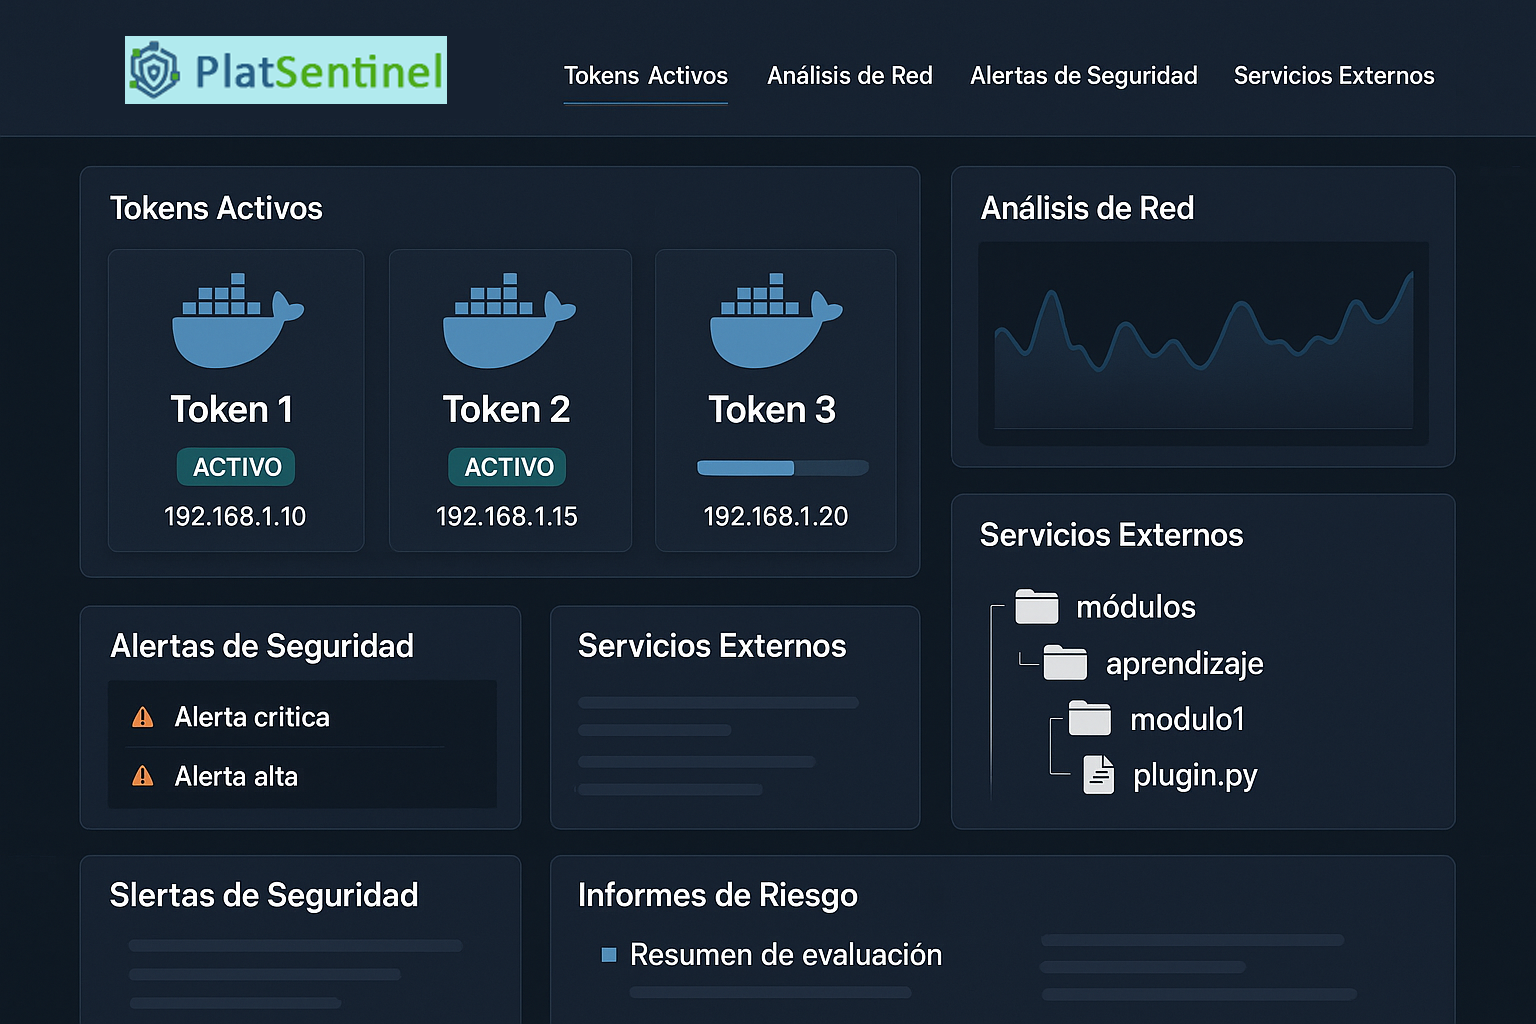 PlatSentinel
Tokens Activos
Análisis de Red
Alertas de Seguridad
Servicios Externos
Tokens Activos
Token 1
ACTIVO
192.168.1.10
Token 2
ACTIVO
192.168.1.15
Token 3
192.168.1.20
Análisis de Red
Servicios Externos
módulos
aprendizaje
modulo1
plugin.py
Alertas de Seguridad
Alerta critica
Alerta alta
Servicios Externos
Slertas de Seguridad
Informes de Riesgo
Resumen de evaluación